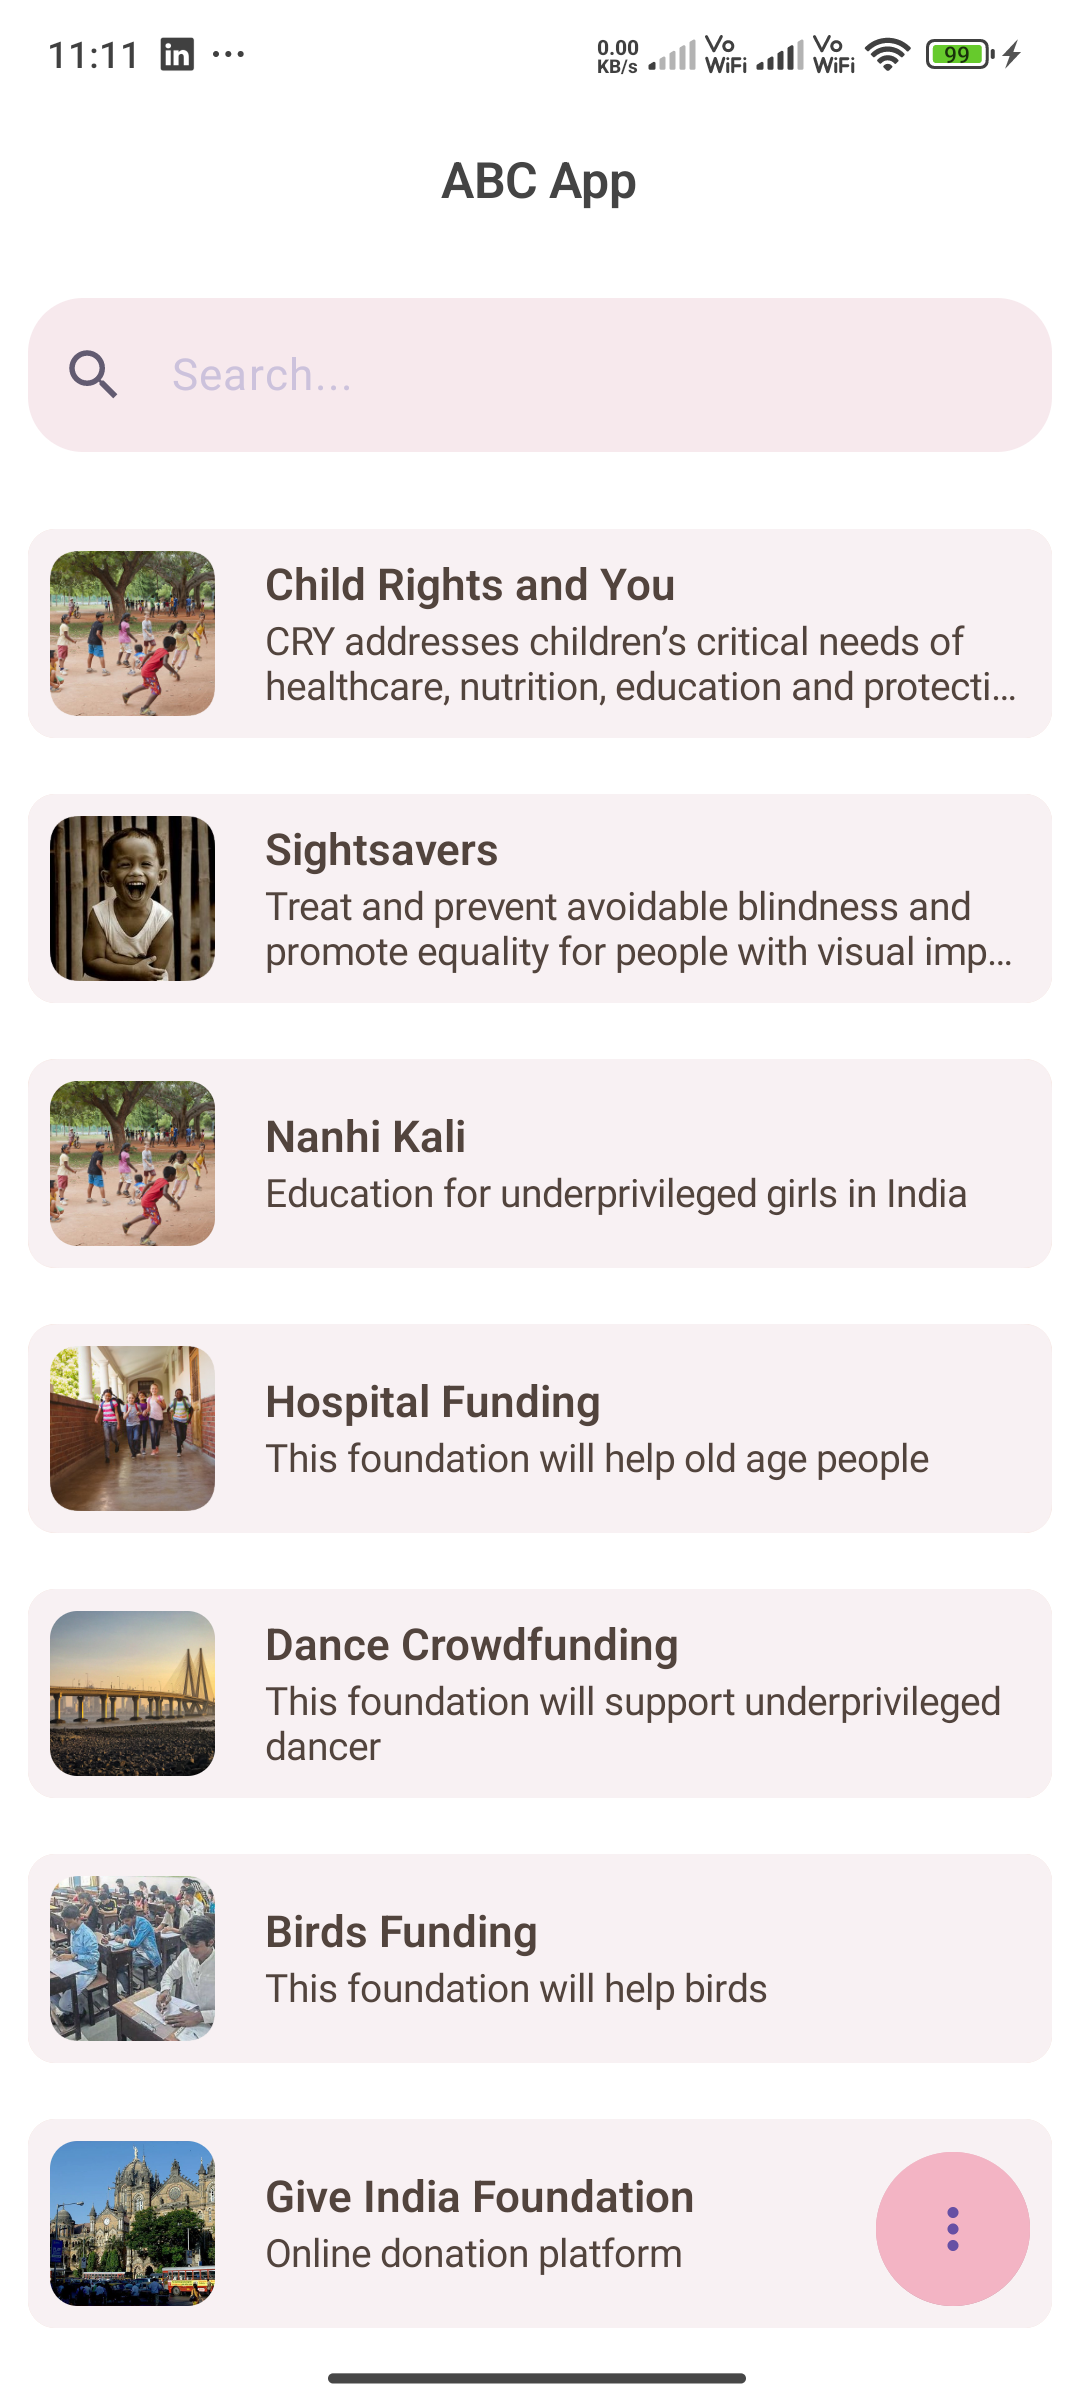 11:11 in ...
0.00 KB/s Vo WiFi Vo WiFi 99
ABC App
Search...
Child Rights and You
CRY addresses children’s critical needs of
healthcare, nutrition, education and protecti...
Sightsavers
Treat and prevent avoidable blindness and
promote equality for people with visual imp...
Nanhi Kali
Education for underprivileged girls in India
Hospital Funding
This foundation will help old age people
Dance Crowdfunding
This foundation will support underprivileged
dancer
Birds Funding
This foundation will help birds
Give India Foundation
Online donation platform